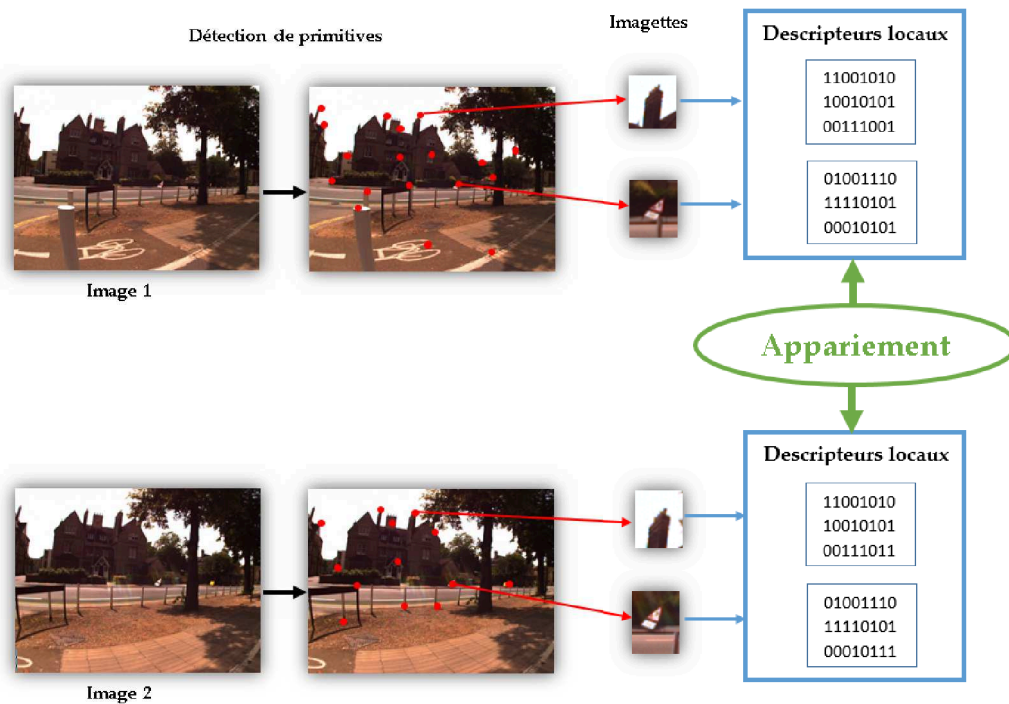 Détection de primitives
Imagettes
Descripteurs locaux
11001010
10010101
00111001
01001110
11110101
00010101
Image 1
Appariement
Descripteurs locaux
11001010
10010101
00111011
01001110
11110101
00010111
Image 2